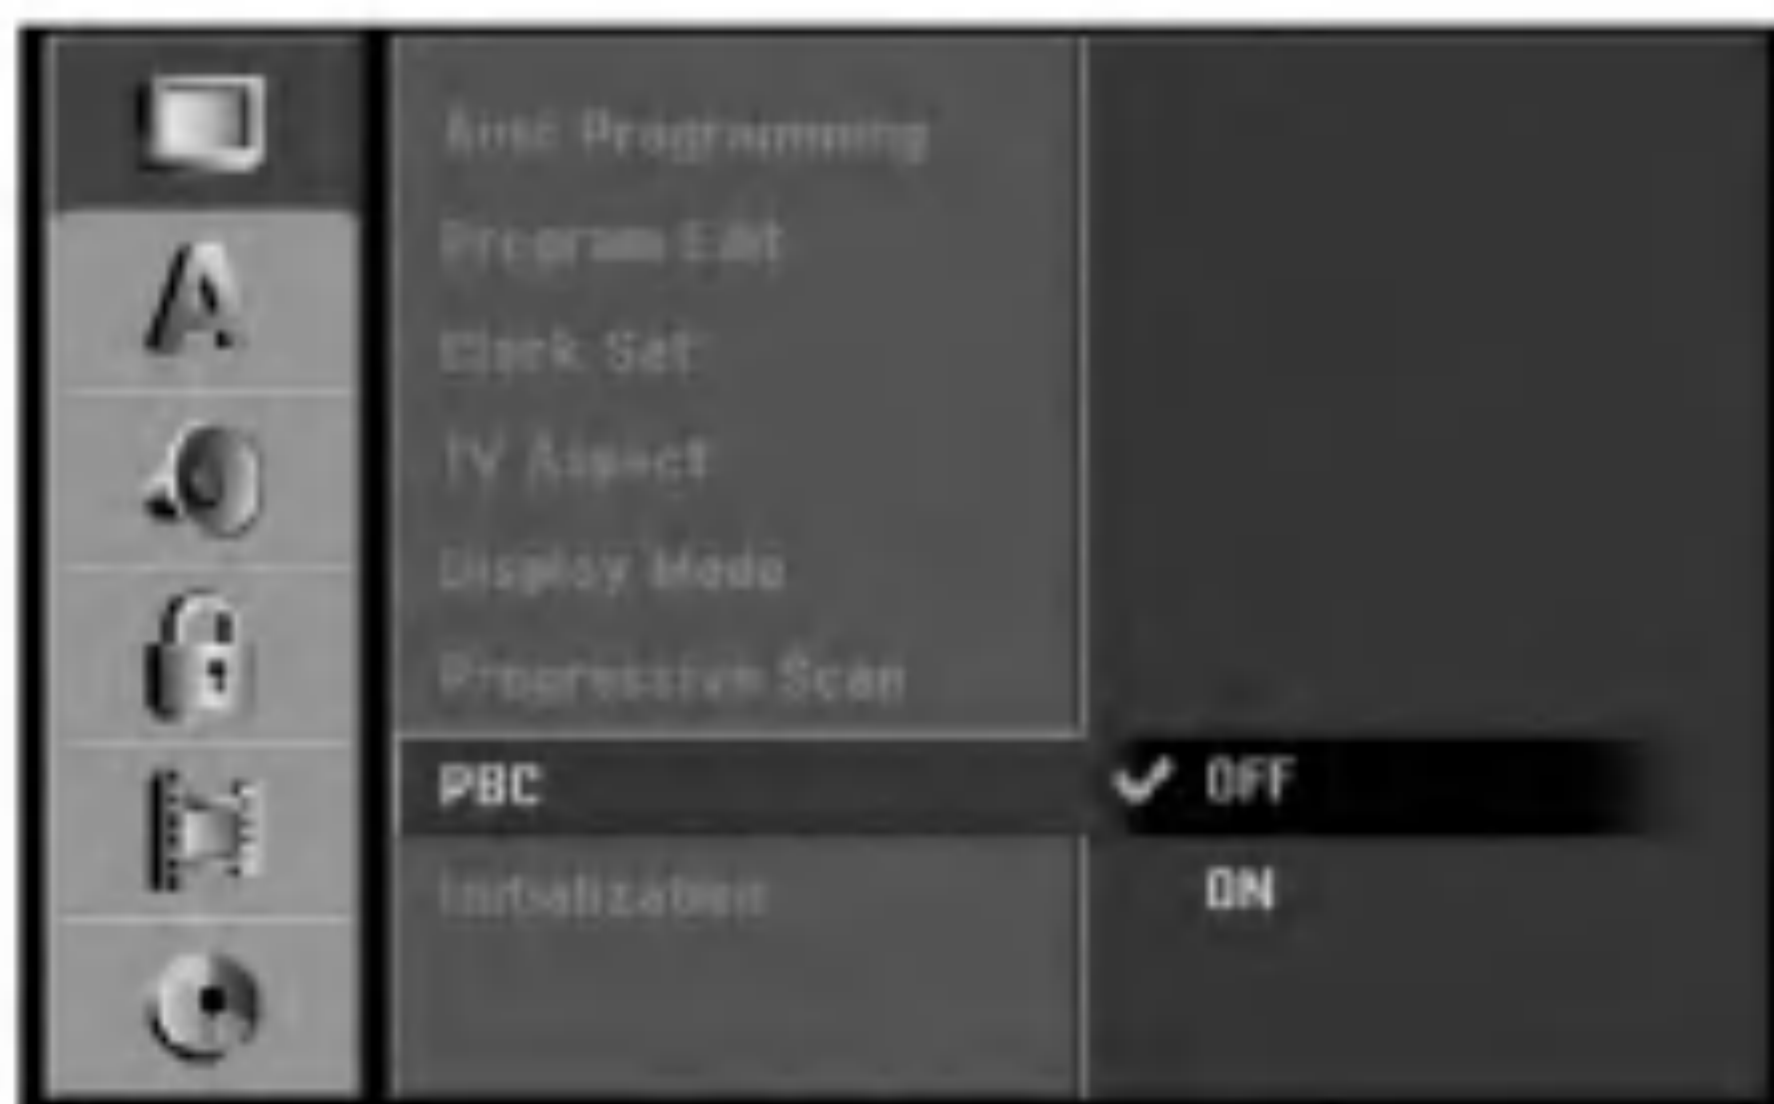 Auto Programming
Program Edit
Clock Set
TV Aspect
Display Mode
Progressive Scan
PBC
OFF
ON
Initialization